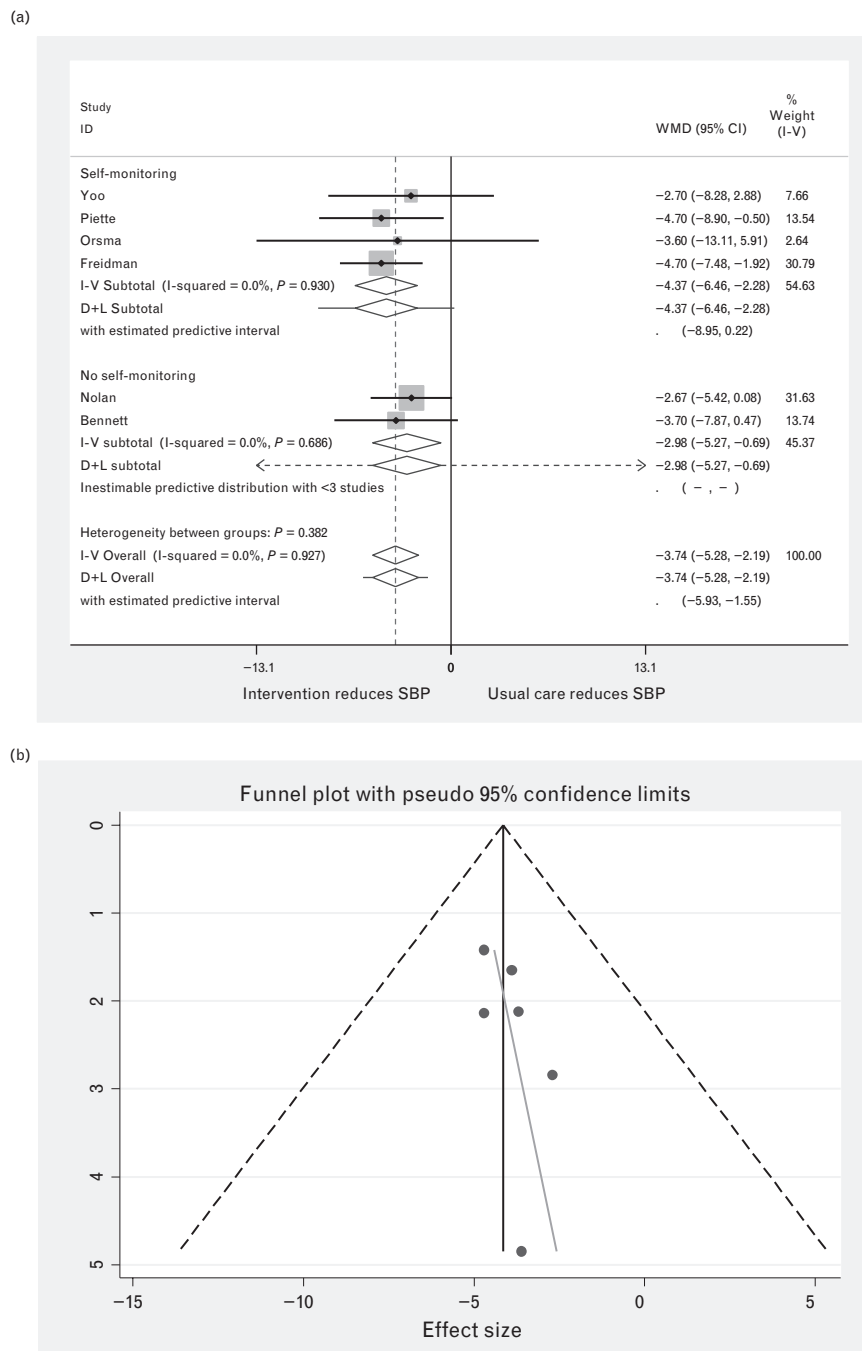 (a)
Study
ID
WMD (95% CI)
%
Weight
(I-V)
Self-monitoring
Yoo −2.70 (−8.28, 2.88) 7.66
Piette −4.70 (−8.90, −0.50) 13.54
Orsma −3.60 (−13.11, 5.91) 2.64
Freidman −4.70 (−7.48, −1.92) 30.79
I-V Subtotal (I-squared = 0.0%, P = 0.930) −4.37 (−6.46, −2.28) 54.63
D+L Subtotal −4.37 (−6.46, −2.28)
with estimated predictive interval . (−8.95, 0.22)
No self-monitoring
Nolan −2.67 (−5.42, 0.08) 31.63
Bennett −3.70 (−7.87, 0.47) 13.74
I-V subtotal (I-squared = 0.0%, P = 0.686) −2.98 (−5.27, −0.69) 45.37
D+L subtotal −2.98 (−5.27, −0.69)
Inestimable predictive distribution with <3 studies . ( − , − )
Heterogeneity between groups: P = 0.382
I-V Overall (I-squared = 0.0%, P = 0.927) −3.74 (−5.28, −2.19) 100.00
D+L Overall −3.74 (−5.28, −2.19)
with estimated predictive interval . (−5.93, −1.55)
−13.1 0 13.1
Intervention reduces SBP Usual care reduces SBP
(b)
Funnel plot with pseudo 95% confidence limits
0
1
2
3
4
5
−15 −10 −5 0 5
Effect size